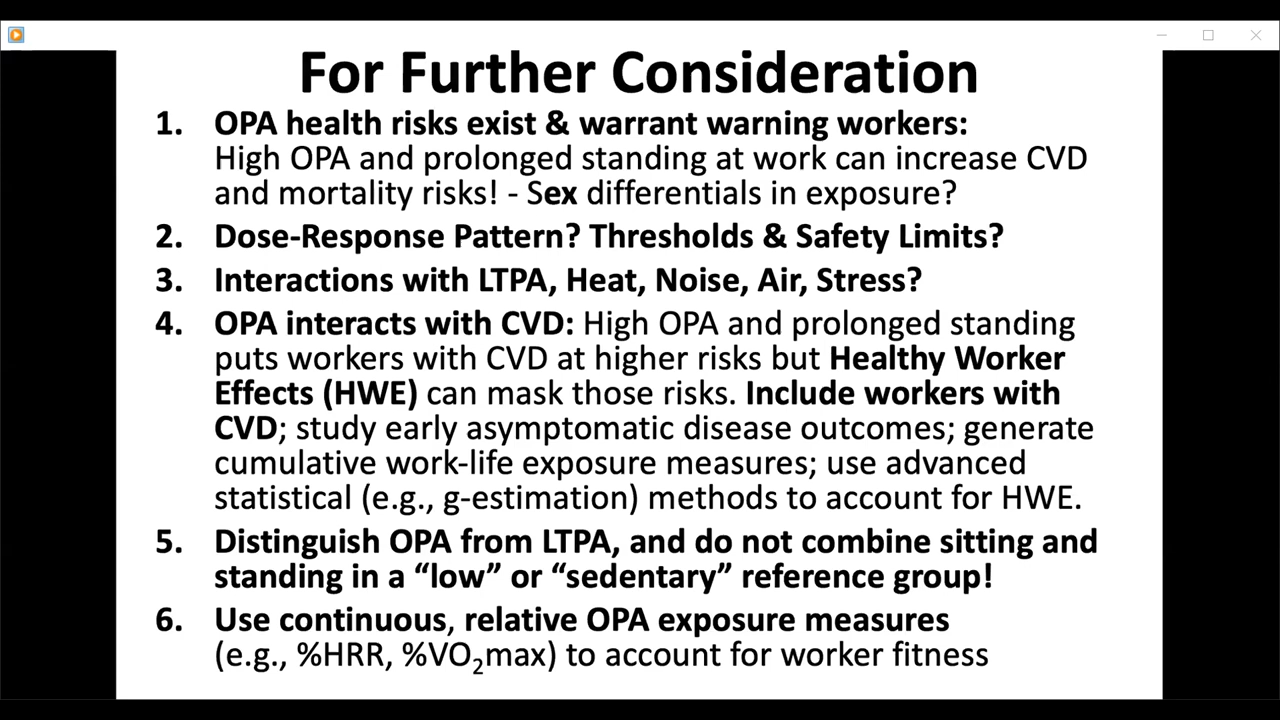 For Further Consideration
1. OPA health risks exist & warrant warning workers:
High OPA and prolonged standing at work can increase CVD
and mortality risks! - Sex differentials in exposure?
2. Dose-Response Pattern? Thresholds & Safety Limits?
3. Interactions with LTPA, Heat, Noise, Air, Stress?
4. OPA interacts with CVD: High OPA and prolonged standing
puts workers with CVD at higher risks but Healthy Worker
Effects (HWE) can mask those risks. Include workers with
CVD; study early asymptomatic disease outcomes; generate
cumulative work-life exposure measures; use advanced
statistical (e.g., g-estimation) methods to account for HWE.
5. Distinguish OPA from LTPA, and do not combine sitting and
standing in a “low” or “sedentary” reference group!
6. Use continuous, relative OPA exposure measures
(e.g., %HRR, %VO₂max) to account for worker fitness